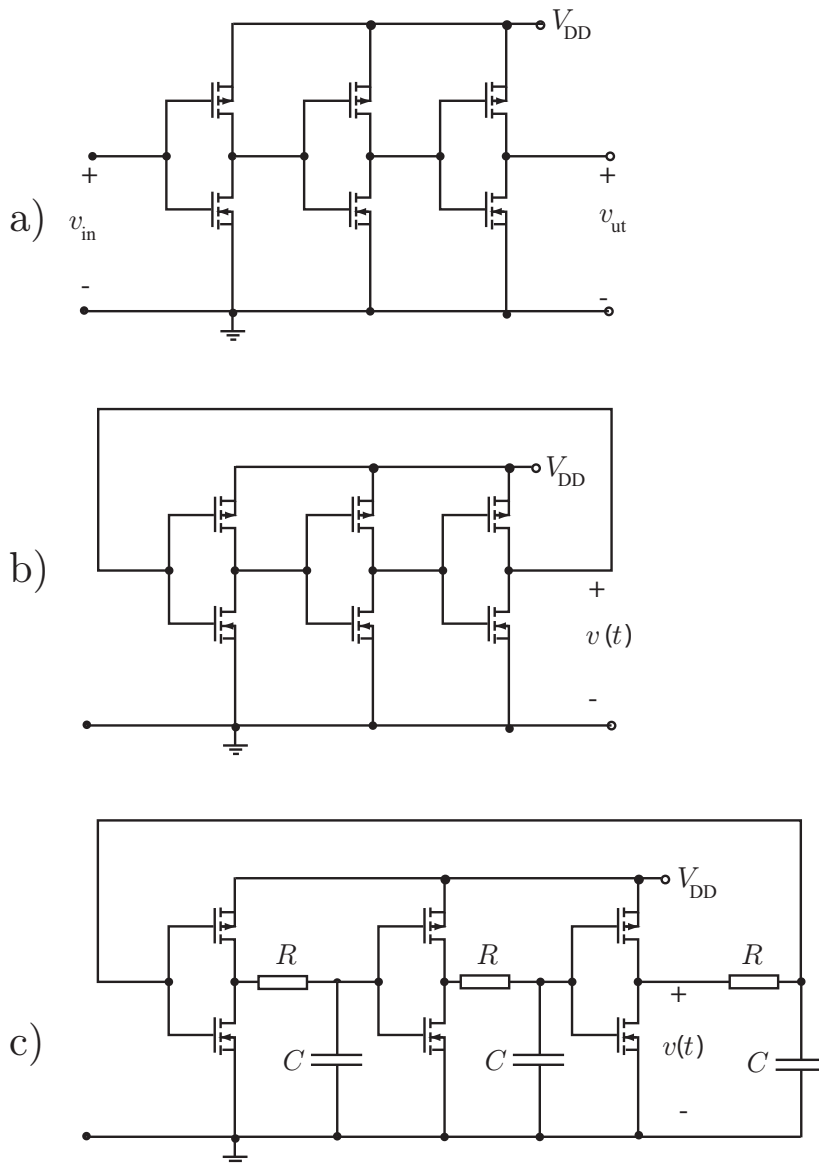 V_DD
+ +
a) v_in v_ut
- -
V_DD
b)
+
v(t)
-
V_DD
R R R
+
c) C C v(t) C
-